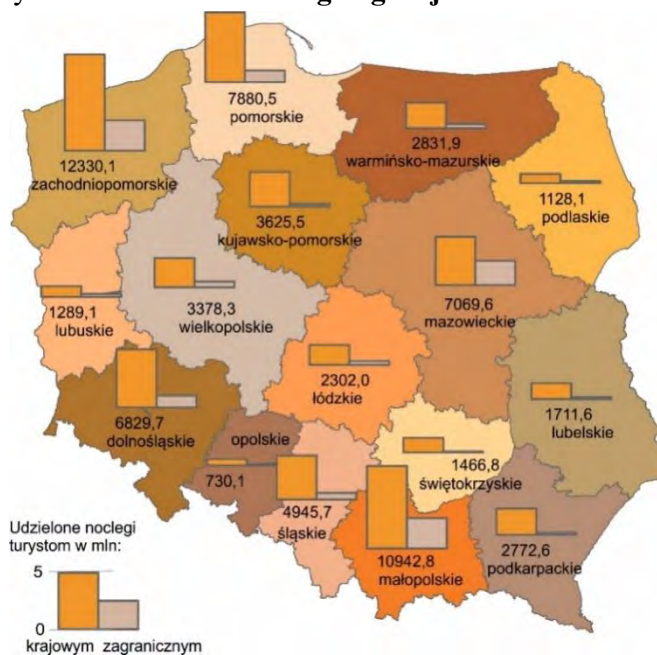 12330,1
zachodniopomorskie
7880,5
pomorskie
2831,9
warmińsko-mazurskie
1128,1
podlaskie
3625,5
kujawsko-pomorskie
1289,1
lubuskie
3378,3
wielkopolskie
7069,6
mazowieckie
2302,0
łódzkie
6829,7
dolnośląskie
opolskie
730,1
4945,7
śląskie
1466,8
świętokrzyskie
1711,6
lubelskie
10942,8
małopolskie
2772,6
podkarpackie
Udzielone noclegi
turystom w mln:
5
0
krajowym zagranicznym